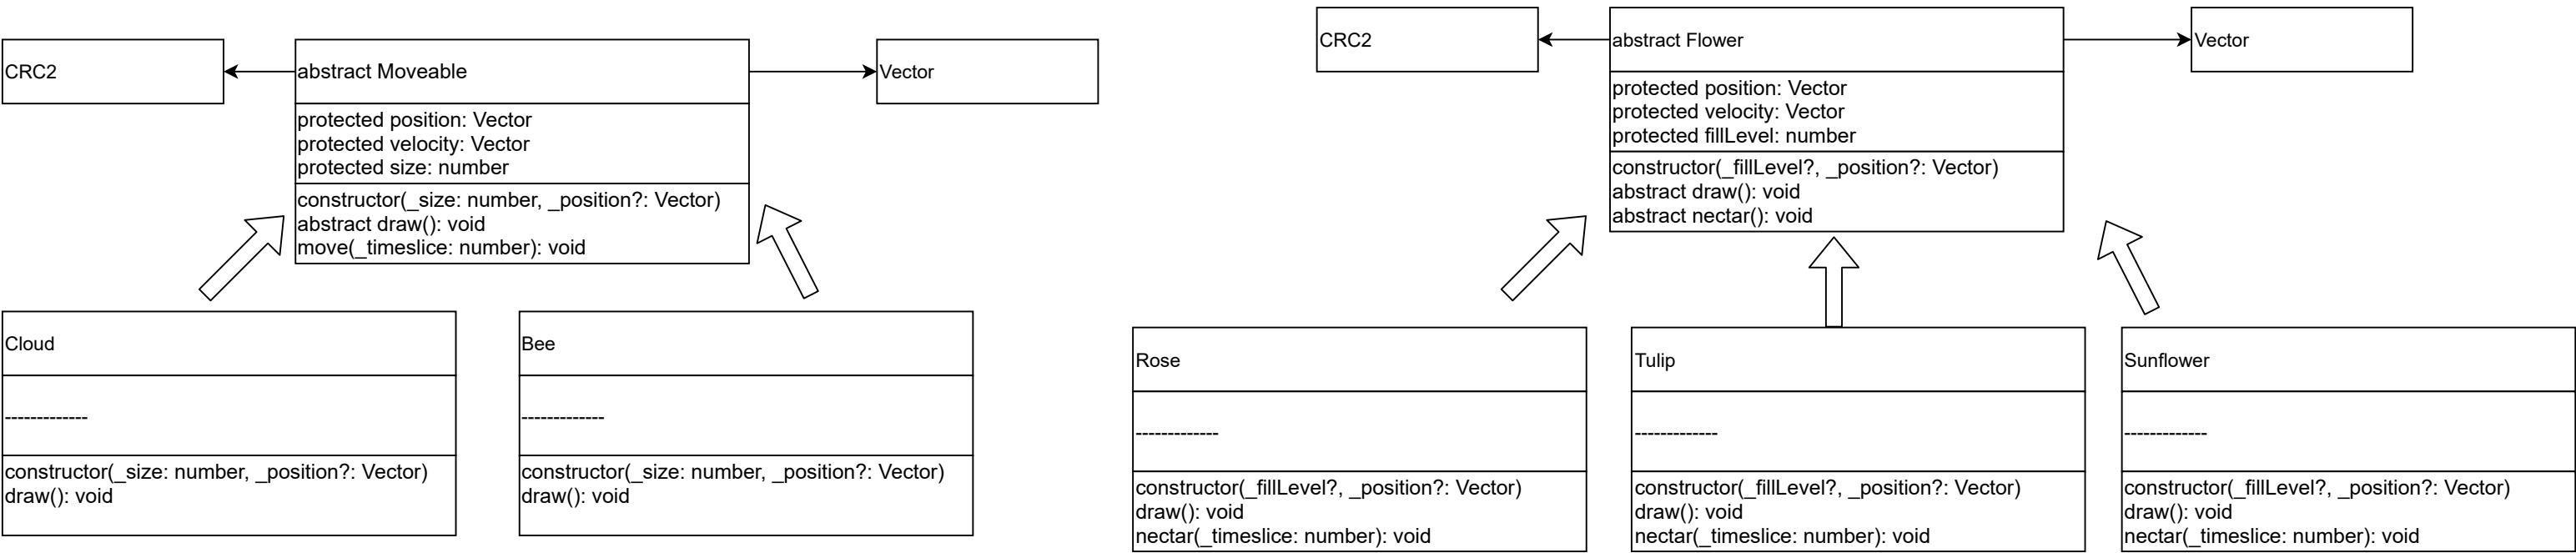 CRC2
abstract Moveable
Vector
protected position: Vector
protected velocity: Vector
protected size: number
constructor(_size: number, _position?: Vector)
abstract draw(): void
move(_timeslice: number): void
Cloud
-------------
constructor(_size: number, _position?: Vector)
draw(): void
Bee
-------------
constructor(_size: number, _position?: Vector)
draw(): void
CRC2
abstract Flower
Vector
protected position: Vector
protected velocity: Vector
protected fillLevel: number
constructor(_fillLevel?, _position?: Vector)
abstract draw(): void
abstract nectar(): void
Rose
-------------
constructor(_fillLevel?, _position?: Vector)
draw(): void
nectar(_timeslice: number): void
Tulip
-------------
constructor(_fillLevel?, _position?: Vector)
draw(): void
nectar(_timeslice: number): void
Sunflower
-------------
constructor(_fillLevel?, _position?: Vector)
draw(): void
nectar(_timeslice: number): void